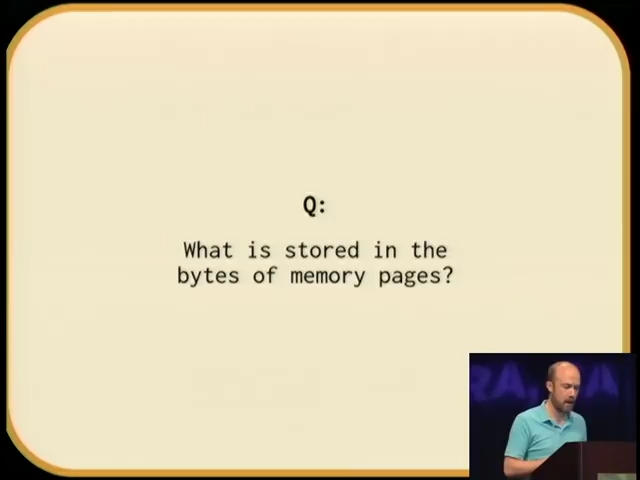 Q:
What is stored in the
bytes of memory pages?